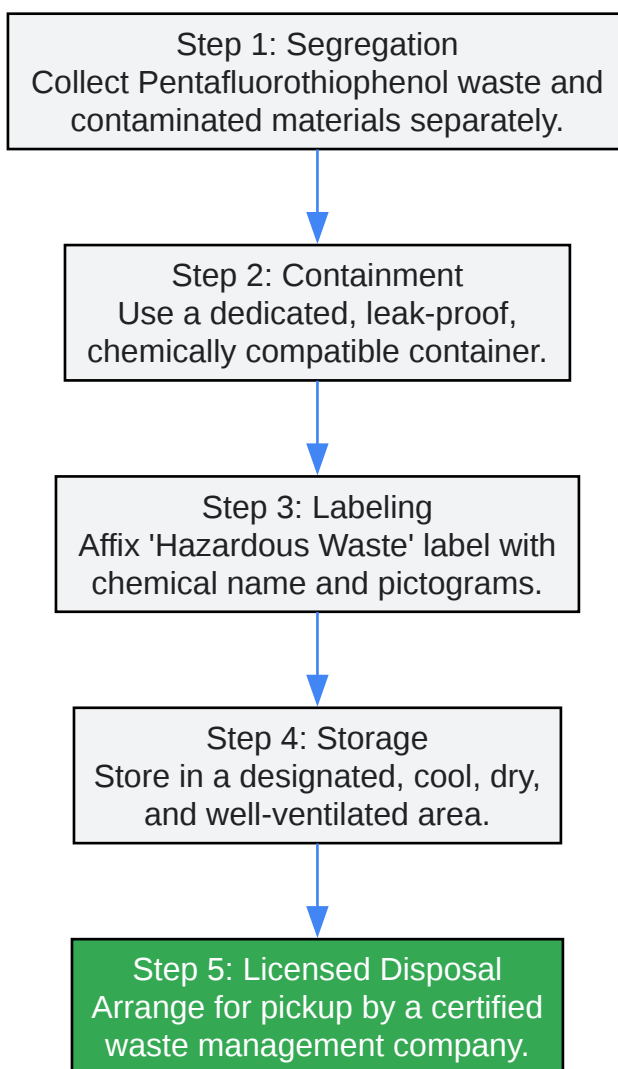 Step 1: Segregation
Collect Pentafluorothiophenol waste and
contaminated materials separately.
Step 2: Containment
Use a dedicated, leak-proof,
chemically compatible container.
Step 3: Labeling
Affix 'Hazardous Waste' label with
chemical name and pictograms.
Step 4: Storage
Store in a designated, cool, dry,
and well-ventilated area.
Step 5: Licensed Disposal
Arrange for pickup by a certified
waste management company.